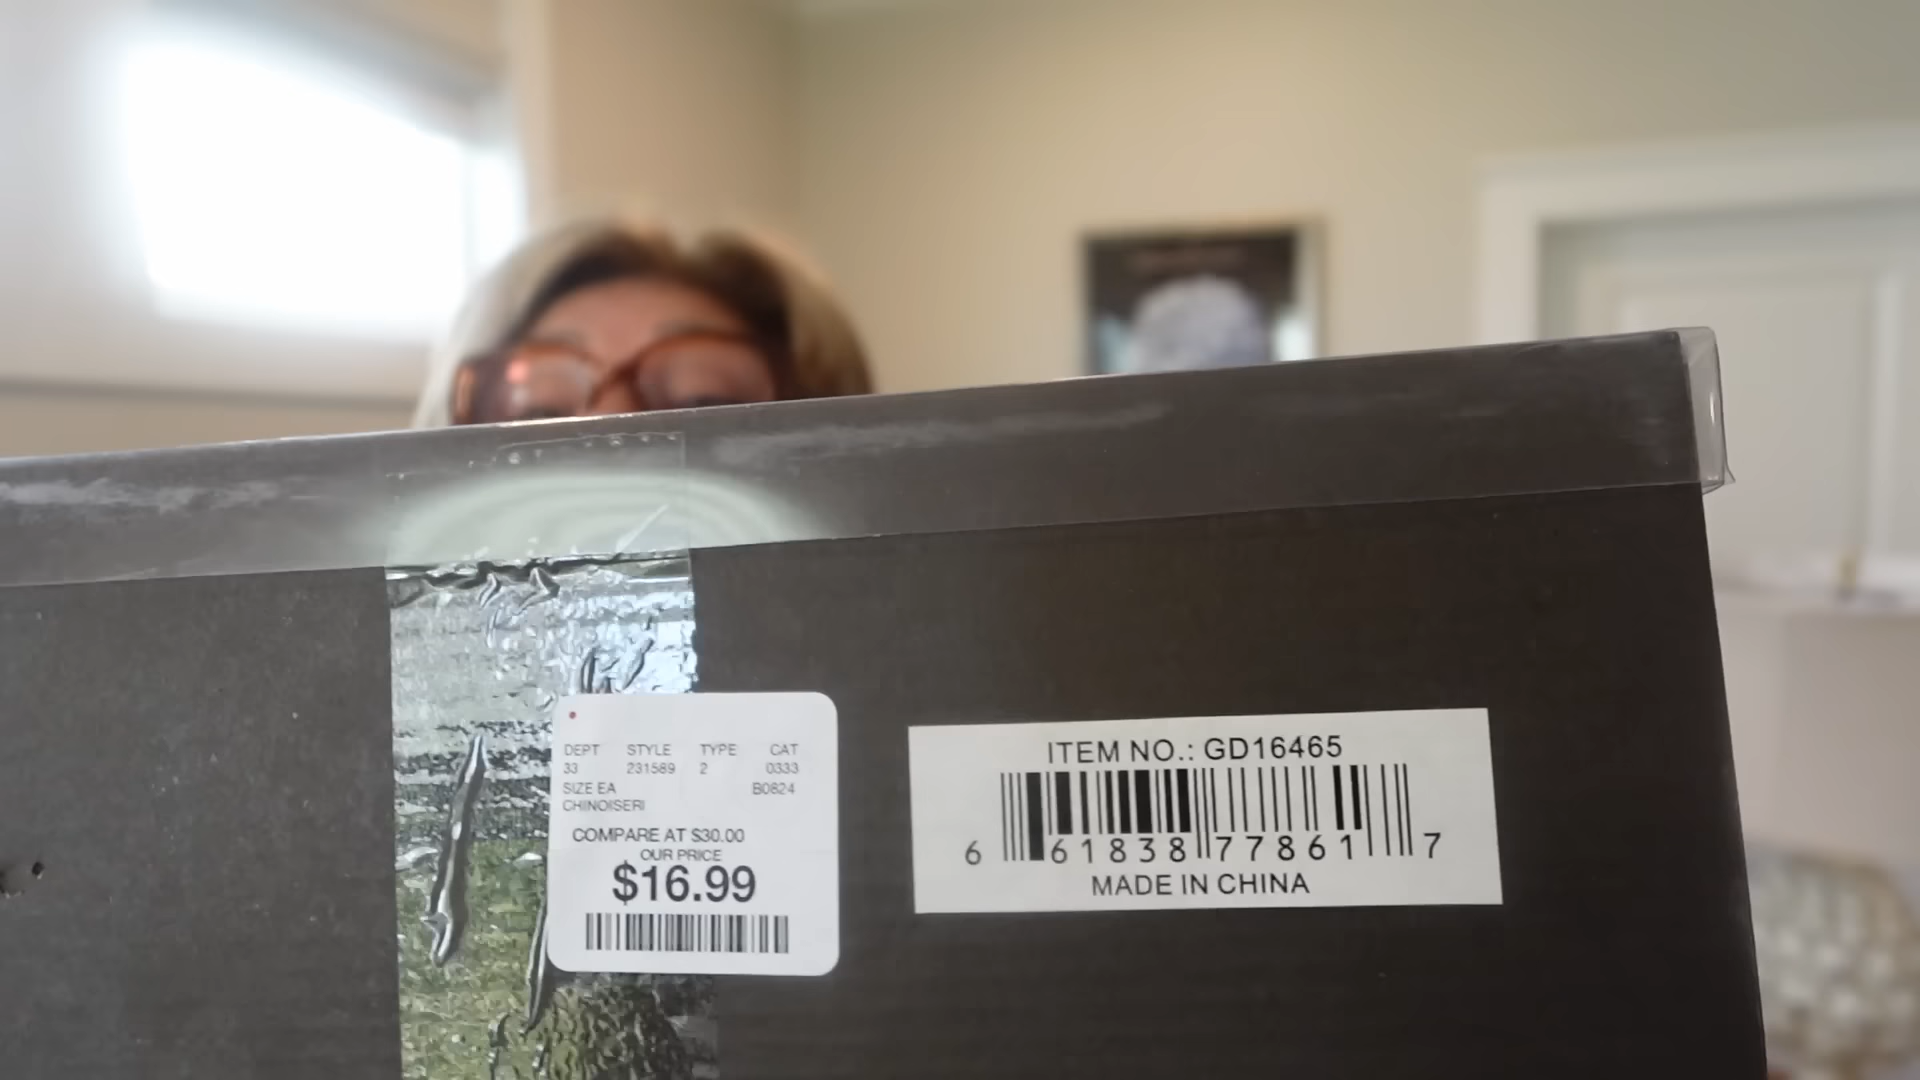 DEPT STYLE TYPE CAT
33 231589 2 0333
SIZE EA B0824
CHINOISERI
COMPARE AT $30.00
OUR PRICE
$16.99
ITEM NO.: GD16465
6 61838 77861 7
MADE IN CHINA